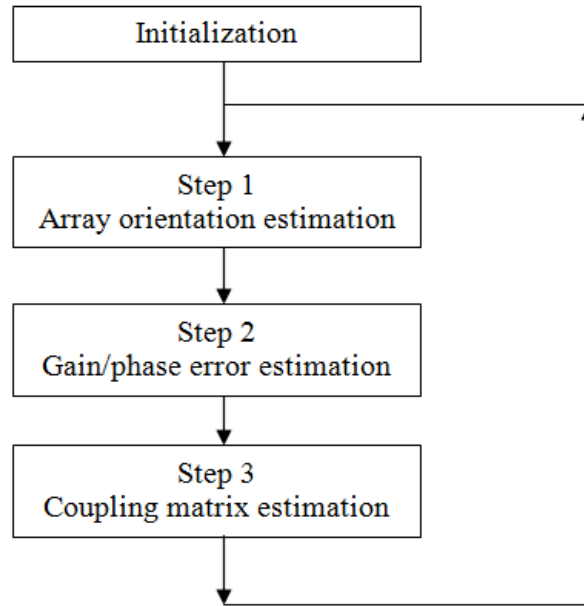 Initialization
Step 1
Array orientation estimation
Step 2
Gain/phase error estimation
Step 3
Coupling matrix estimation